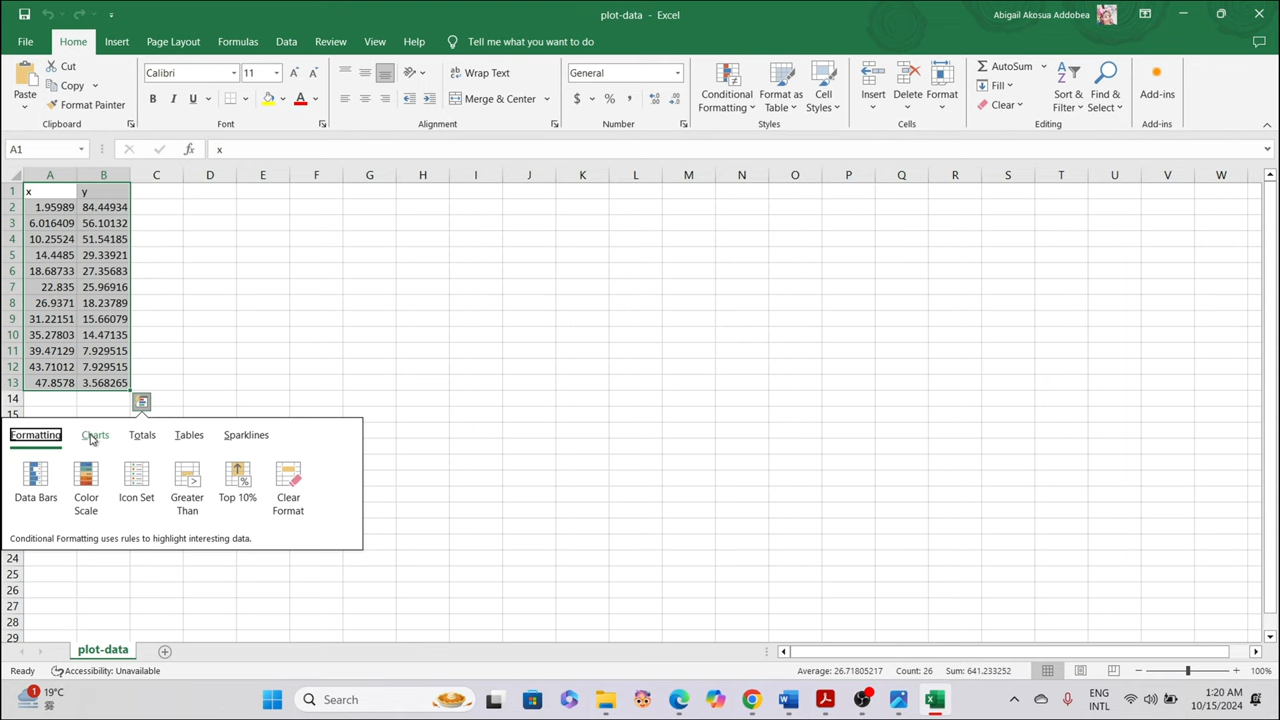 plot-data - Excel
Abigail Akosua Addobea
File Home Insert Page Layout Formulas Data Review View Help Tell me what you want to do
Paste
Cut
Copy
Format Painter
Clipboard
Calibri 11
B I U
Font
Wrap Text
Merge & Center
Alignment
General
$ % ,
Number
Conditional Formatting
Format as Table
Cell Styles
Styles
Insert Delete Format
Cells
AutoSum
Fill
Clear
Sort & Filter
Find & Select
Editing
Add-ins
Add-ins
A1 fx x
A B C D E F G H I J K L M N O P Q R S T U V W
1 x y
2 1.95989 84.44934
3 6.016409 56.10132
4 10.25524 51.54185
5 14.4485 29.33921
6 18.68733 27.35683
7 22.835 25.96916
8 26.9371 18.23789
9 31.22151 15.66079
10 35.27803 14.47135
11 39.47129 7.929515
12 43.71012 7.929515
13 47.8578 3.568265
14
15
Formatting Charts Totals Tables Sparklines
Data Bars
Color Scale
Icon Set
Greater Than
Top 10%
Clear Format
Conditional Formatting uses rules to highlight interesting data.
24
25
26
27
28
29
plot-data
Ready Accessibility: Unavailable Average: 26.71805217 Count: 26 Sum: 641.233252 100%
1 19°C
雾
Search
ENG
INTL
1:20 AM
10/15/2024